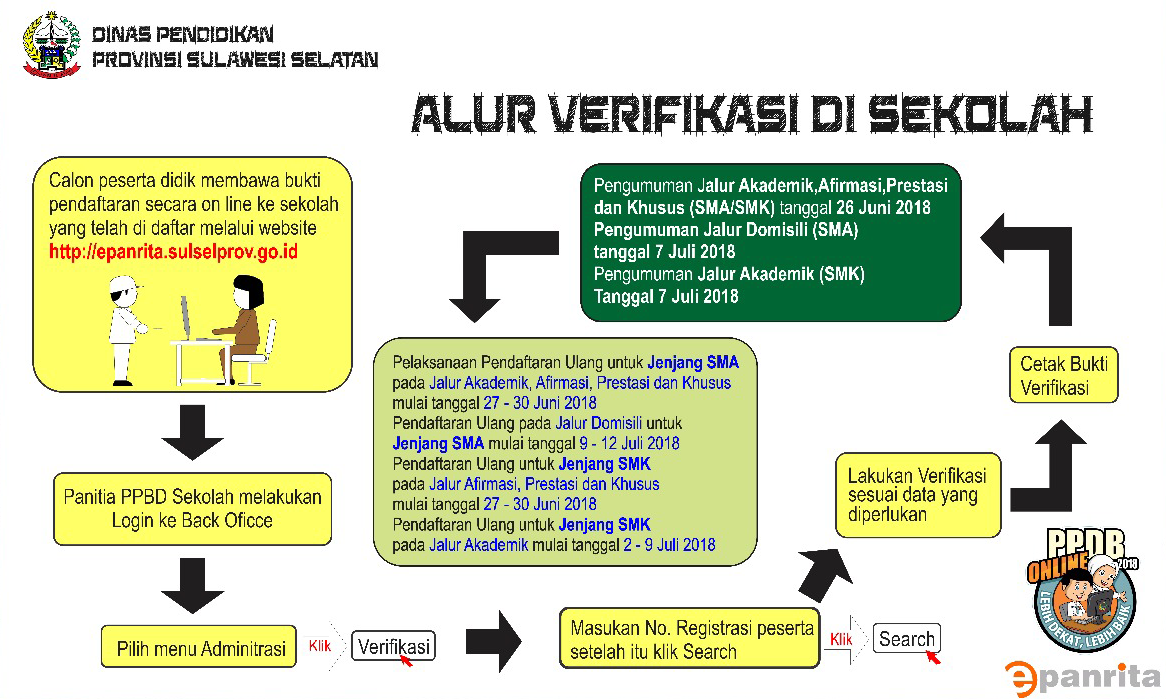 DINAS PENDIDIKAN
PROVINSI SULAWESI SELATAN
ALUR VERIFIKASI DI SEKOLAH
Calon peserta didik membawa bukti
pendaftaran secara on line ke sekolah
yang telah di daftar melalui website
http://epanrita.sulselprov.go.id
Panitia PPBD Sekolah melakukan
Login ke Back Oficce
Pilih menu Adminitrasi
Klik
Verifikasi
Masukan No. Registrasi peserta
setelah itu klik Search
Klik
Search
Lakukan Verifikasi
sesuai data yang
diperlukan
Cetak Bukti
Verifikasi
Pengumuman Jalur Akademik,Afirmasi,Prestasi
dan Khusus (SMA/SMK) tanggal 26 Juni 2018
Pengumuman Jalur Domisili (SMA)
tanggal 7 Juli 2018
Pengumuman Jalur Akademik (SMK)
Tanggal 7 Juli 2018
Pelaksanaan Pendaftaran Ulang untuk Jenjang SMA
pada Jalur Akademik, Afirmasi, Prestasi dan Khusus
mulai tanggal 27 - 30 Juni 2018
Pendaftaran Ulang pada Jalur Domisili untuk
Jenjang SMA mulai tanggal 9 - 12 Juli 2018
Pendaftaran Ulang untuk Jenjang SMK
pada Jalur Afirmasi, Prestasi dan Khusus
mulai tanggal 27 - 30 Juni 2018
Pendaftaran Ulang untuk Jenjang SMK
pada Jalur Akademik mulai tanggal 2 - 9 Juli 2018
PPDB
ONLINE 2018
LEBIH DEKAT, LEBIH BAIK
epanrita